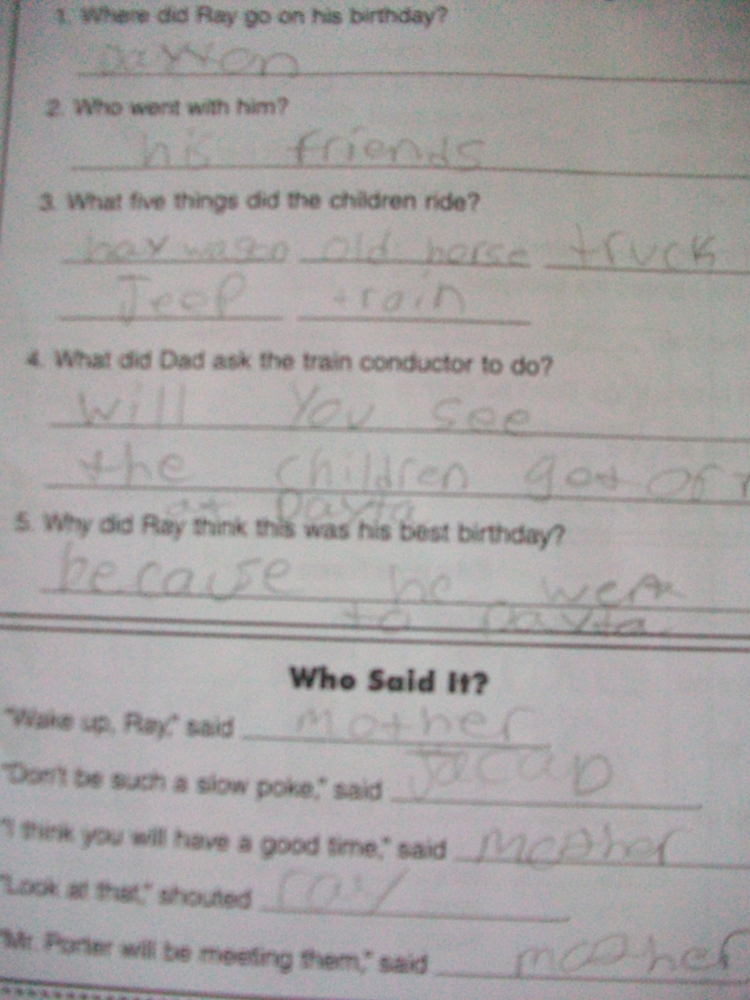 1. Where did Ray go on his birthday?
2. Who went with him?
his friends
3. What five things did the children ride?
hay wagon old horse truck
Jeep train
4. What did Dad ask the train conductor to do?
Will You see
the children got off
at Dayta
5. Why did Ray think this was his best birthday?
because he went
to Dayta
Who Said It?
"Wake up, Ray," said Mother
"Don't be such a slow poke," said
"I think you will have a good time," said Mother
"Look at that," shouted ray
"Mr. Porter will be meeting them," said mother